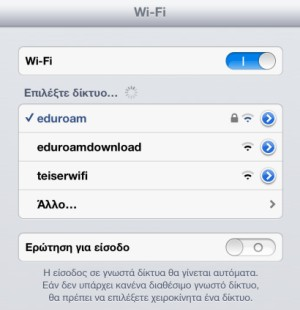 Wi-Fi
Wi-Fi
Επιλέξτε δίκτυο...
eduroam
eduroamdownload
teiserwifi
Άλλο...
Ερώτηση για είσοδο
Η είσοδος σε γνωστά δίκτυα θα γίνεται αυτόματα.
Εάν δεν υπάρχει κανένα διαθέσιμο γνωστό δίκτυο,
θα πρέπει να επιλέξετε χειροκίνητα ένα δίκτυο.